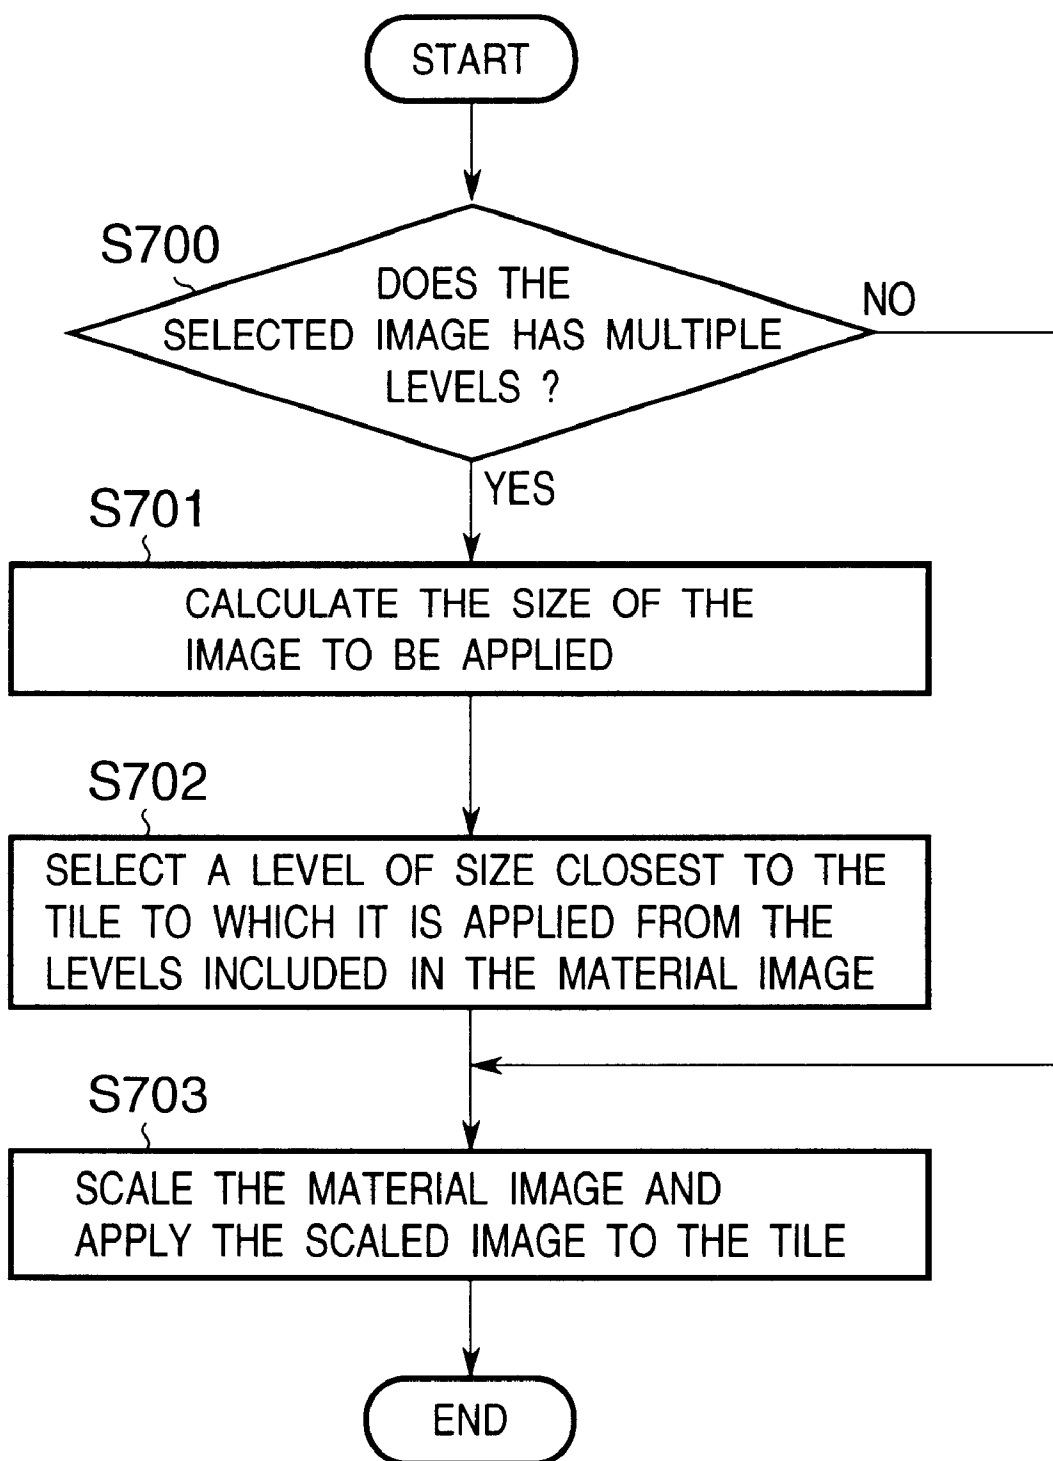 START
S700
DOES THE
SELECTED IMAGE HAS MULTIPLE
LEVELS ?
NO
YES
S701
CALCULATE THE SIZE OF THE
IMAGE TO BE APPLIED
S702
SELECT A LEVEL OF SIZE CLOSEST TO THE
TILE TO WHICH IT IS APPLIED FROM THE
LEVELS INCLUDED IN THE MATERIAL IMAGE
S703
SCALE THE MATERIAL IMAGE AND
APPLY THE SCALED IMAGE TO THE TILE
END